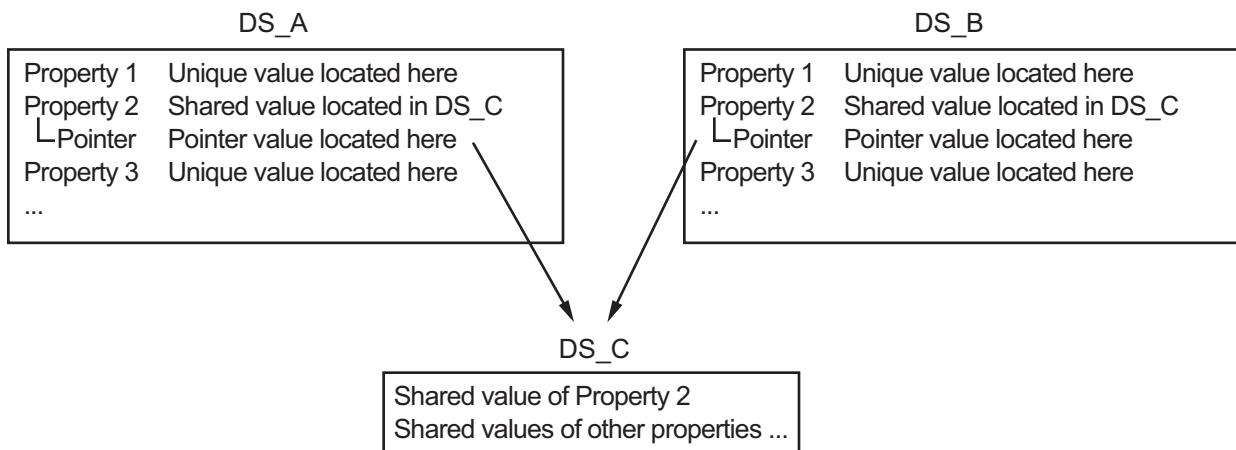 DS_A
Property 1 Unique value located here
Property 2 Shared value located in DS_C
Pointer Pointer value located here
Property 3 Unique value located here
...
DS_B
Property 1 Unique value located here
Property 2 Shared value located in DS_C
Pointer Pointer value located here
Property 3 Unique value located here
...
DS_C
Shared value of Property 2
Shared values of other properties ...